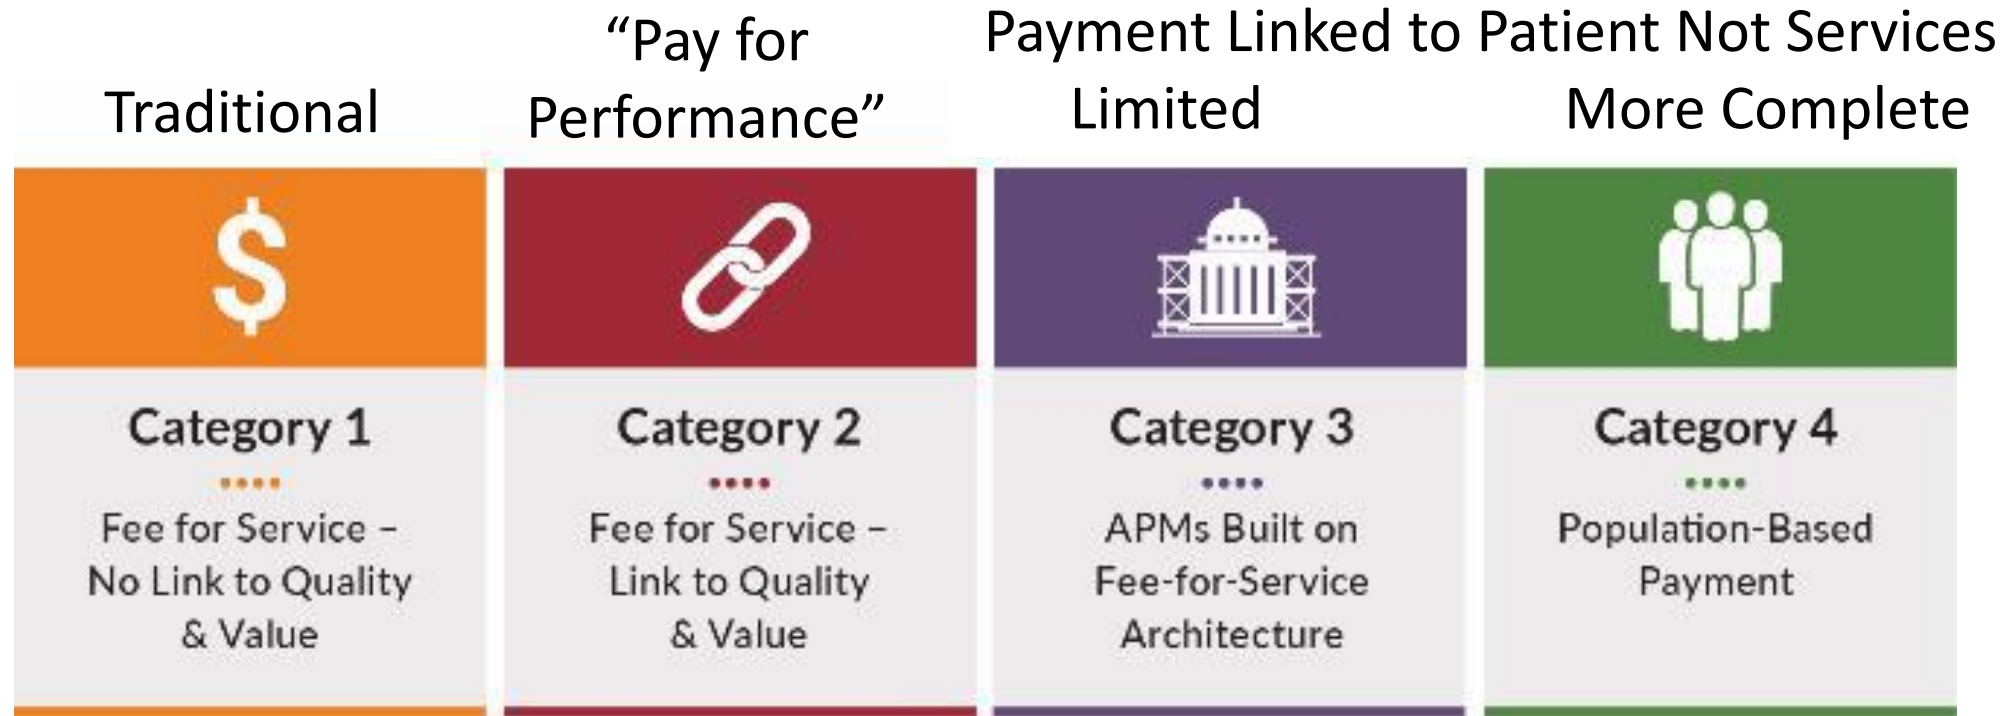 Traditional
“Pay for
Performance”
Payment Linked to Patient Not Services
Limited
More Complete
Category 1
Fee for Service –
No Link to Quality
& Value
Category 2
Fee for Service –
Link to Quality
& Value
Category 3
APMs Built on
Fee-for-Service
Architecture
Category 4
Population-Based
Payment